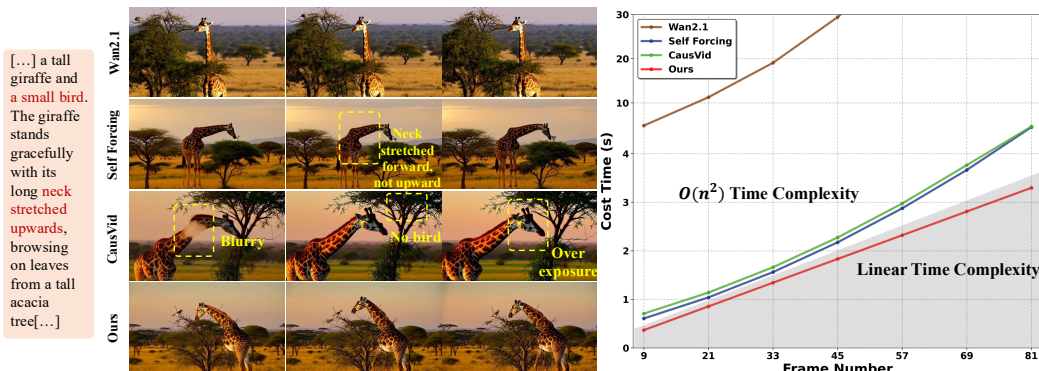 […] a tall
giraffe and
a small bird.
The giraffe
stands
gracefully
with its
long neck
stretched
upwards,
browsing
on leaves
from a tall
acacia
tree[…]
Wan2.1
Self Forcing
Neck
stretched
forward,
not upward
CausVid
Blurry
No bird
Over
exposure
Ours
Cost Time (s)
30
20
10
4
3
2
1
0
Wan2.1
Self Forcing
CausVid
Ours
O(n²) Time Complexity
Linear Time Complexity
9 21 33 45 57 69 81
Frame Number